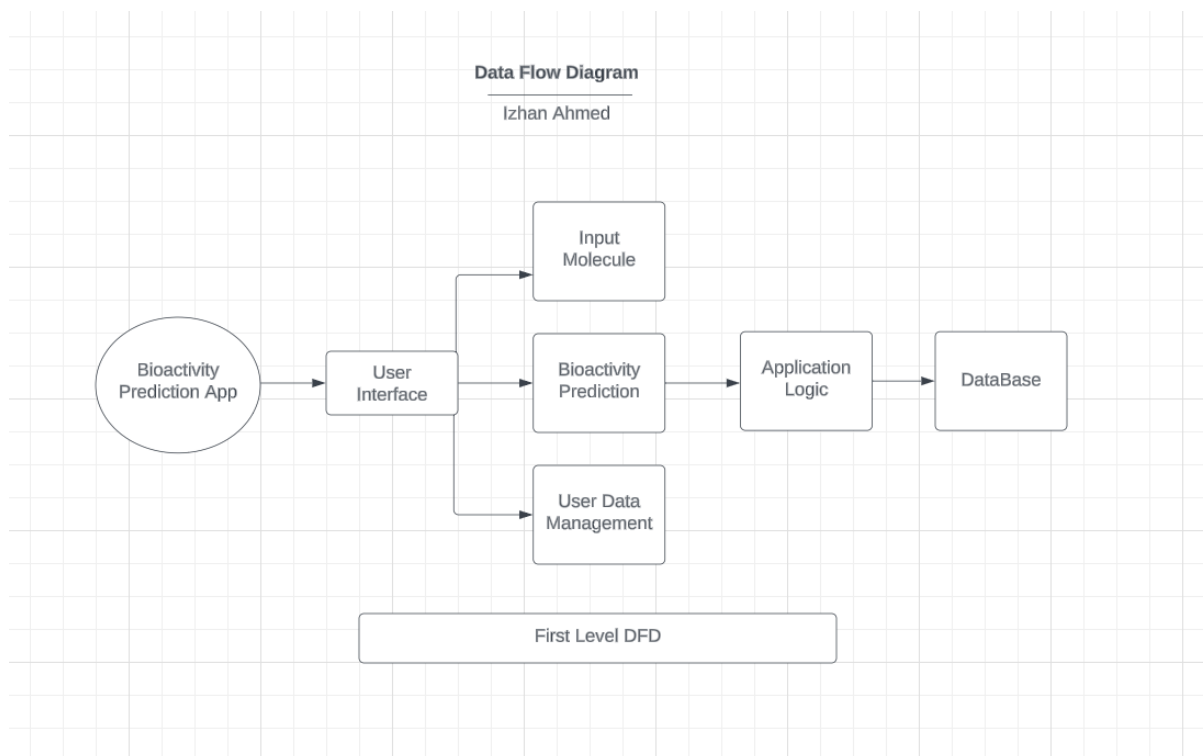 Data Flow Diagram
Izhan Ahmed
Input
Molecule
Bioactivity
Prediction App
User
Interface
Bioactivity
Prediction
Application
Logic
DataBase
User Data
Management
First Level DFD